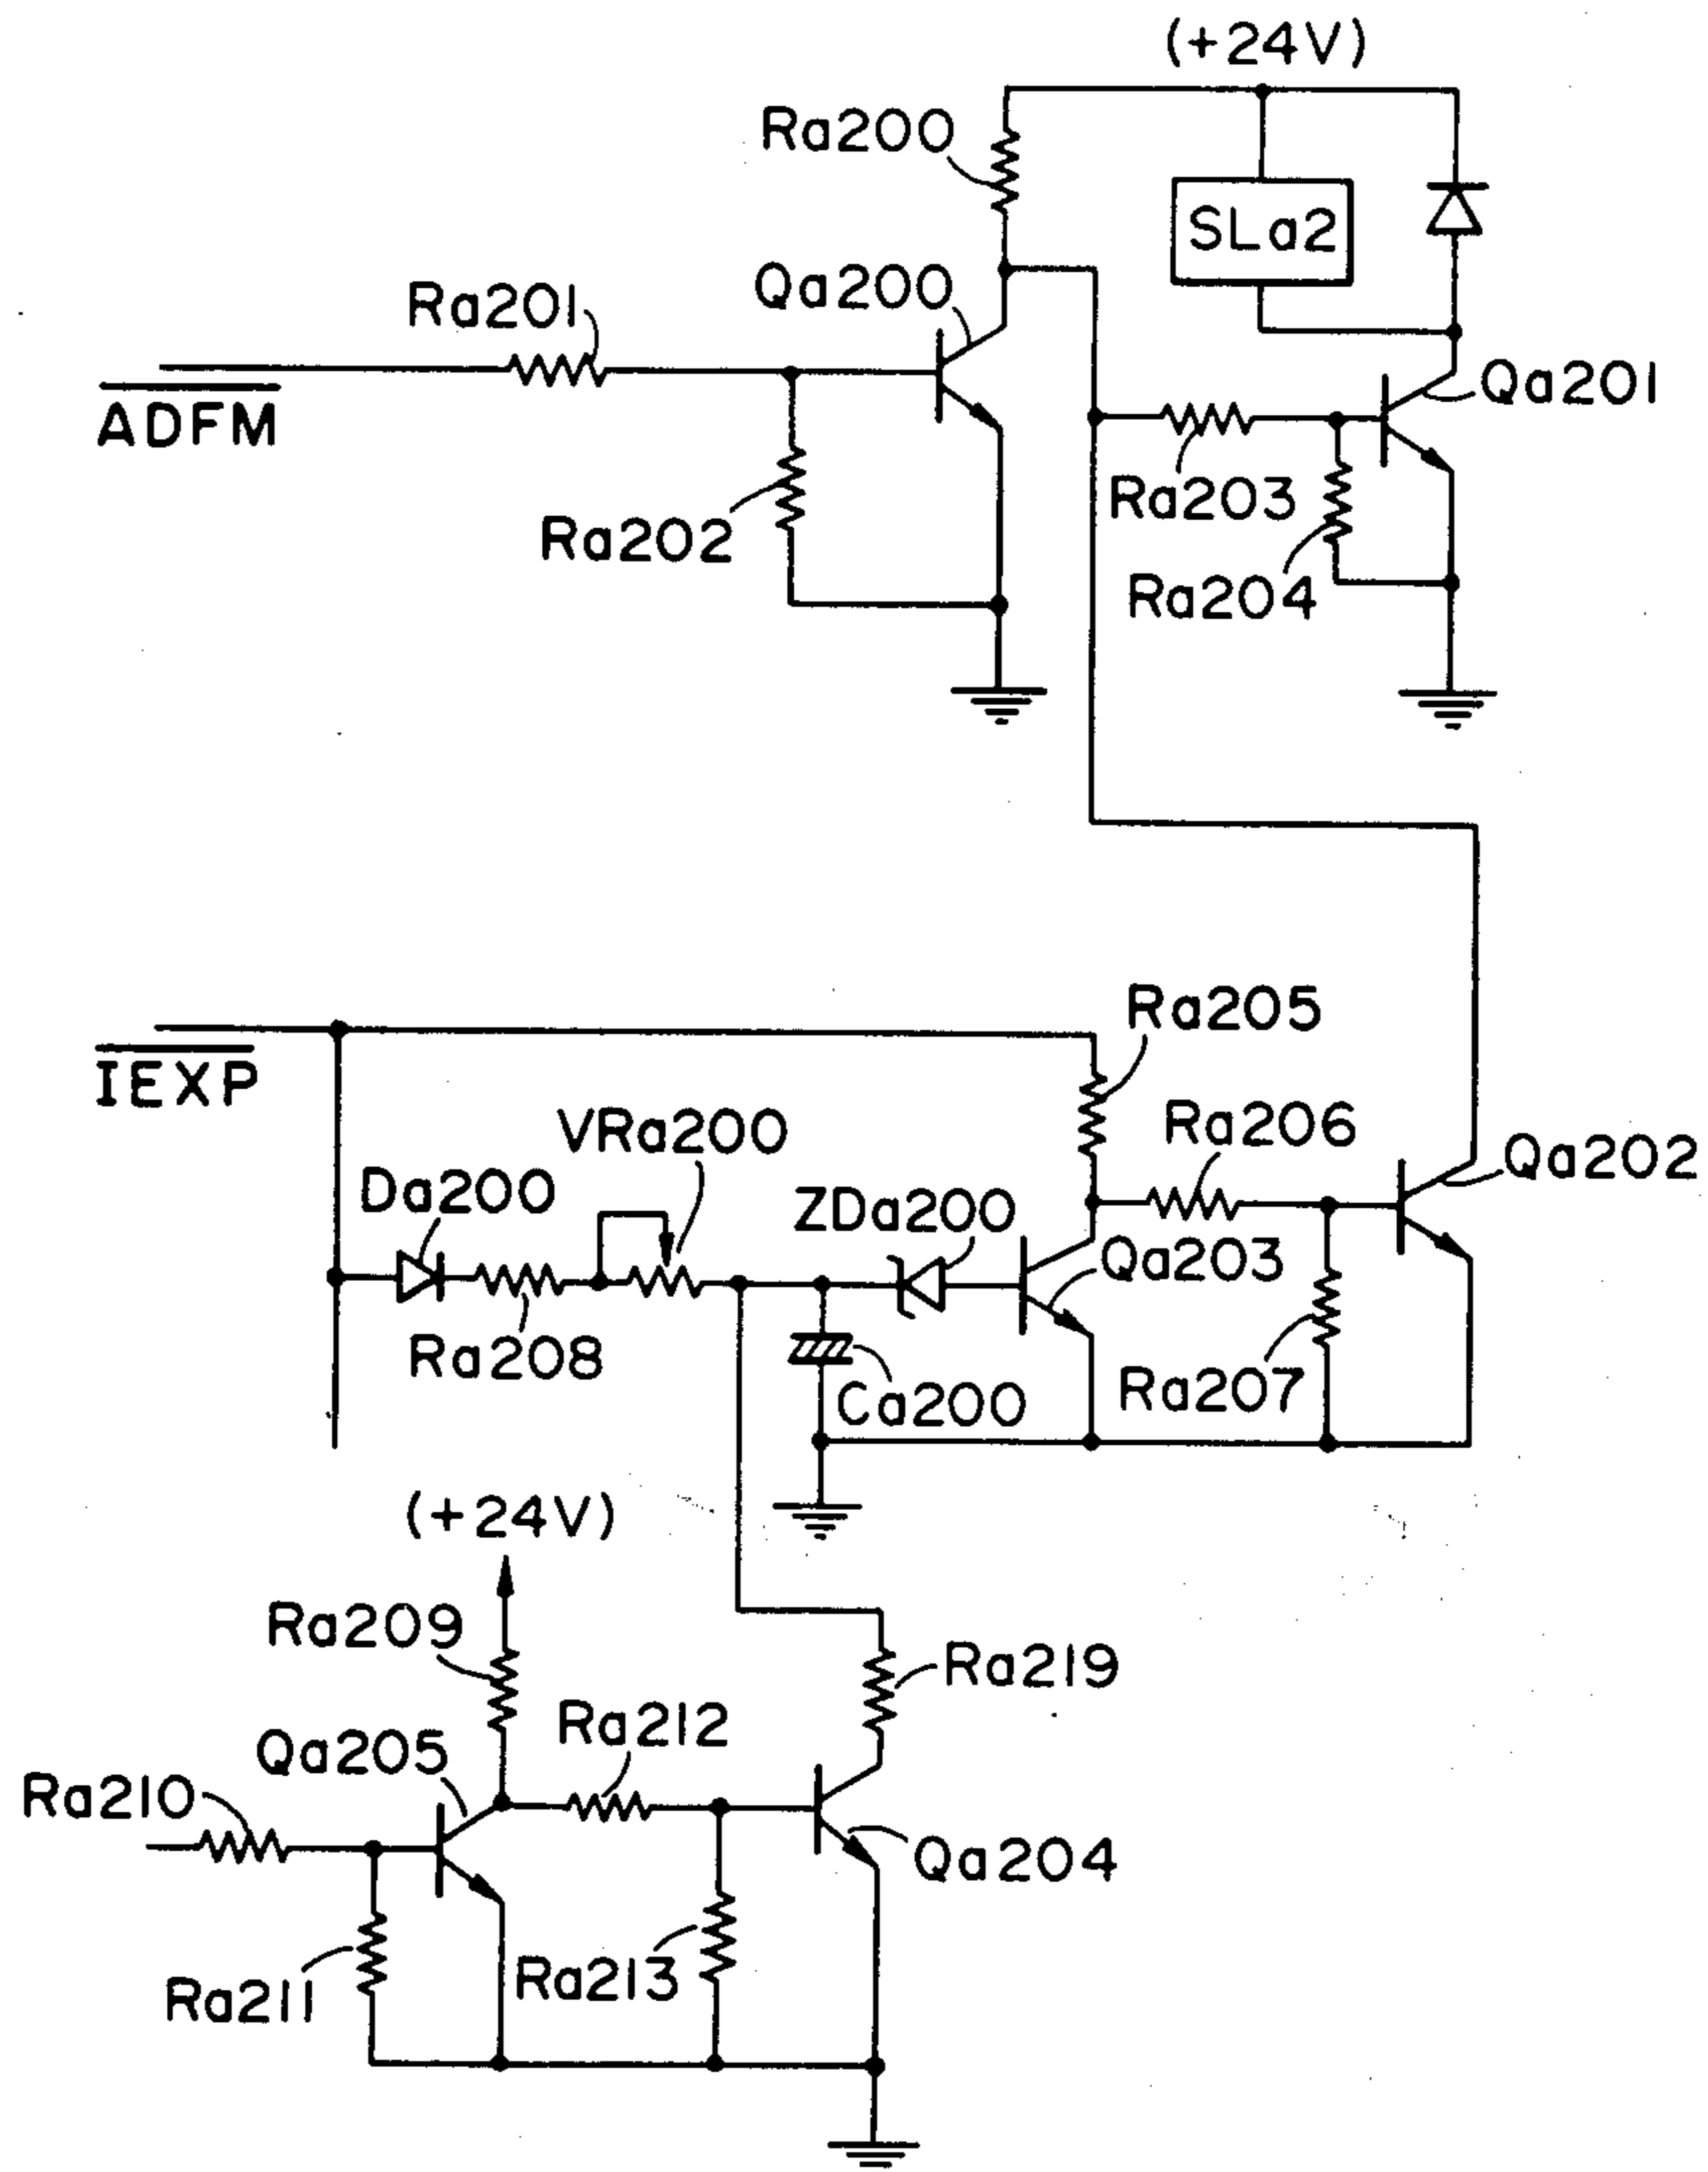 (+24V)
Ra200
SLa2
Qa200
Ra201
Qa201
ADFM
Ra203
Ra202
Ra204
Ra205
IEXP
VRa200
Ra206
Qa202
Da200
ZDa200
Qa203
Ra208
Ra207
Ca200
(+24V)
Ra209
Ra219
Ra212
Qa205
Ra210
Qa204
Ra213
Ra211